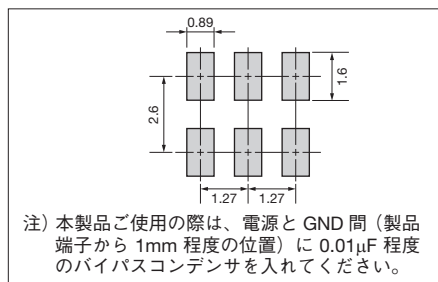 0.89
1.6
2.6
1.27 1.27
注) 本製品ご使用の際は、電源と GND 間（製品
端子から 1mm 程度の位置）に 0.01μF 程度
のバイパスコンデンサを入れてください。